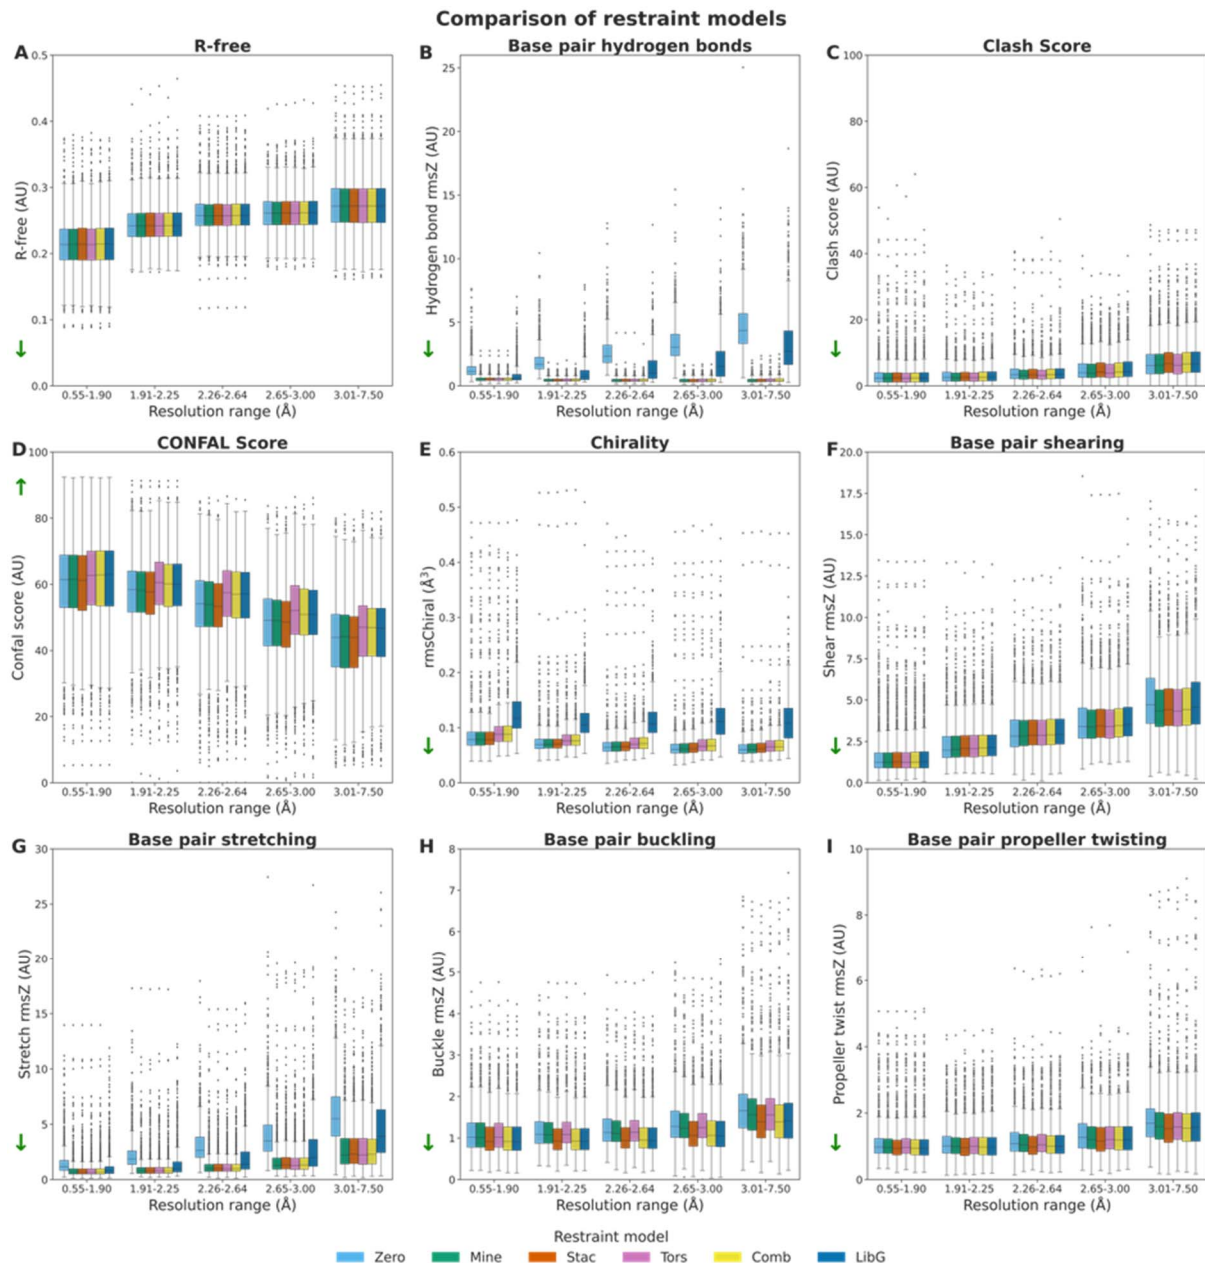 Comparison of restraint models
A R-free
R-free (AU)
0.5
0.4
0.3
0.2
0.1
0.0
↓
0.55-1.90 1.91-2.25 2.26-2.64 2.65-3.00 3.01-7.50
Resolution range (Å)
B Base pair hydrogen bonds
Hydrogen bond rmsZ (AU)
25
20
15
10
5
0
↓
0.55-1.90 1.91-2.25 2.26-2.64 2.65-3.00 3.01-7.50
Resolution range (Å)
C Clash Score
Clash score (AU)
100
80
60
40
20
0
↓
0.55-1.90 1.91-2.25 2.26-2.64 2.65-3.00 3.01-7.50
Resolution range (Å)
D CONFAL Score
Confal score (AU)
100
↑
80
60
40
20
0
0.55-1.90 1.91-2.25 2.26-2.64 2.65-3.00 3.01-7.50
Resolution range (Å)
E Chirality
rmsChiral (Å³)
0.6
0.5
0.4
0.3
0.2
0.1
↓
0.0
0.55-1.90 1.91-2.25 2.26-2.64 2.65-3.00 3.01-7.50
Resolution range (Å)
F Base pair shearing
Shear rmsZ (AU)
20.0
17.5
15.0
12.5
10.0
7.5
5.0
2.5
↓
0.0
0.55-1.90 1.91-2.25 2.26-2.64 2.65-3.00 3.01-7.50
Resolution range (Å)
G Base pair stretching
Stretch rmsZ (AU)
30
25
20
15
10
5
↓
0
0.55-1.90 1.91-2.25 2.26-2.64 2.65-3.00 3.01-7.50
Resolution range (Å)
H Base pair buckling
Buckle rmsZ (AU)
8
7
6
5
4
3
2
1
↓
0
0.55-1.90 1.91-2.25 2.26-2.64 2.65-3.00 3.01-7.50
Resolution range (Å)
I Base pair propeller twisting
Propeller twist rmsZ (AU)
10
8
6
4
2
↓
0
0.55-1.90 1.91-2.25 2.26-2.64 2.65-3.00 3.01-7.50
Resolution range (Å)
Restraint model
Zero Mine Stac Tors Comb LibG